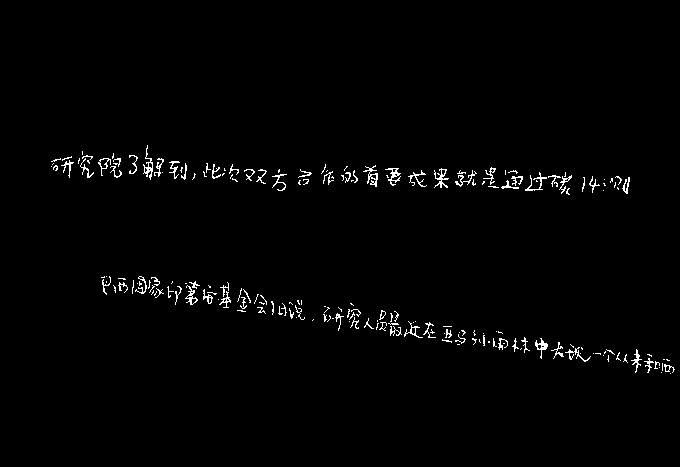 研究院了解到,此次双方合作的首要成果就是通过碳14测
巴西国家印第安基金会1日说,研究人员最近在亚马孙雨林中发现一个从未和西